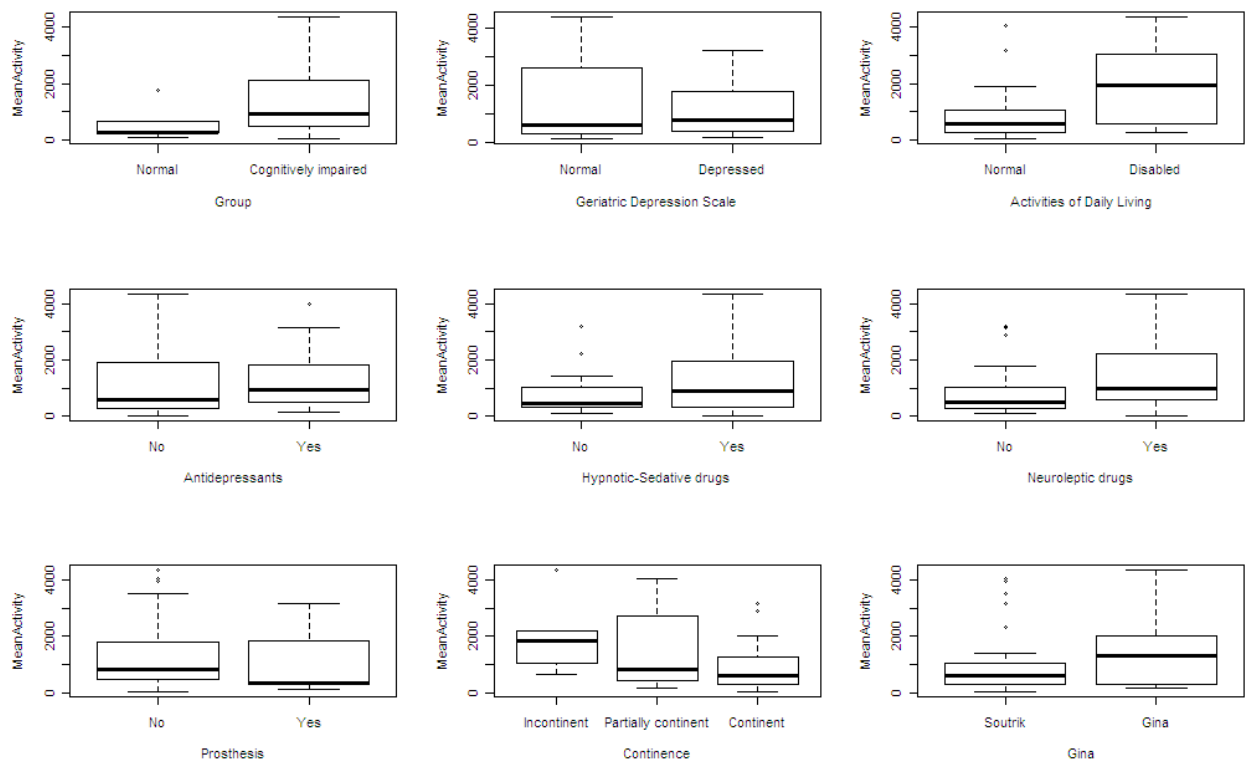 MeanActivity
0 2000 4000
Normal Cognitively impaired
Group
MeanActivity
0 2000 4000
Normal Depressed
Geriatric Depression Scale
MeanActivity
0 2000 4000
Normal Disabled
Activities of Daily Living
MeanActivity
0 2000 4000
No Yes
Antidepressants
MeanActivity
0 2000 4000
No Yes
Hypnotic-Sedative drugs
MeanActivity
0 2000 4000
No Yes
Neuroleptic drugs
MeanActivity
0 2000 4000
No Yes
Prosthesis
MeanActivity
0 2000 4000
Incontinent Partially continent Continent
Continence
MeanActivity
0 2000 4000
Soutrik Gina
Gina